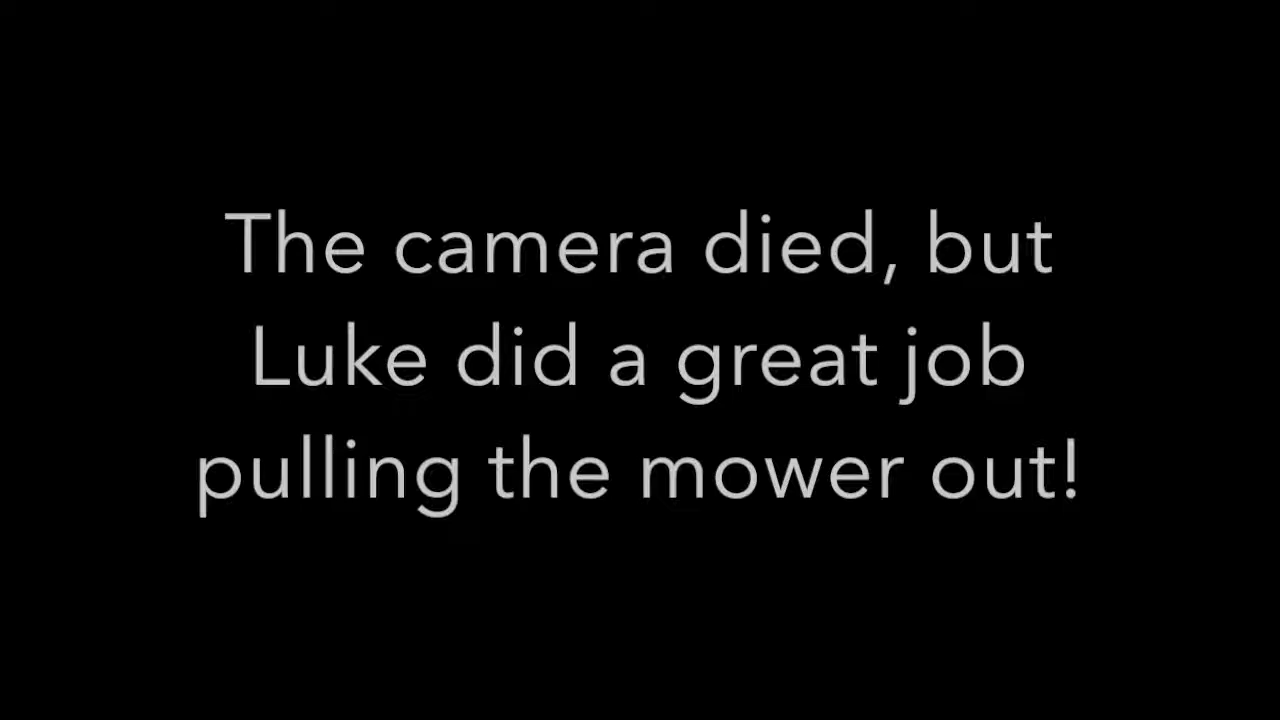 The camera died, but
Luke did a great job
pulling the mower out!